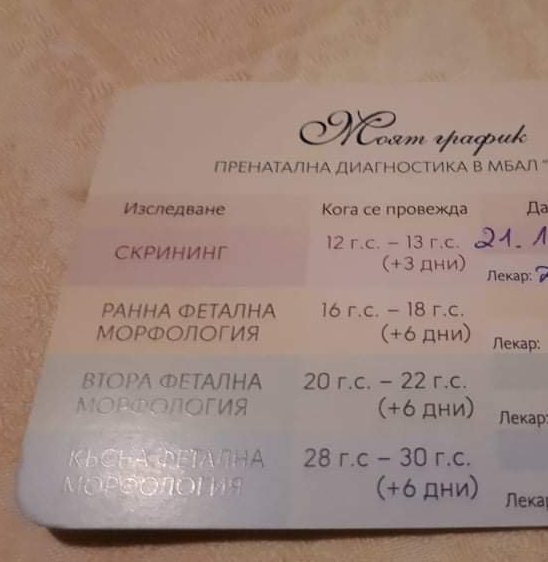 Моят график
ПРЕНАТАЛНА ДИАГНОСТИКА В МБАЛ "
Изследване Кога се провежда Да
СКРИНИНГ 12 г.с. – 13 г.с. 21. 1
(+3 дни) Лекар:
РАННА ФЕТАЛНА 16 г.с. – 18 г.с.
МОРФОЛОГИЯ (+6 дни) Лекар:
ВТОРА ФЕТАЛНА 20 г.с. – 22 г.с.
МОРФОЛОГИЯ (+6 дни) Лекар:
КЪСНА ФЕТАЛНА 28 г.с – 30 г.с.
МОРФОЛОГИЯ (+6 дни) Лекар